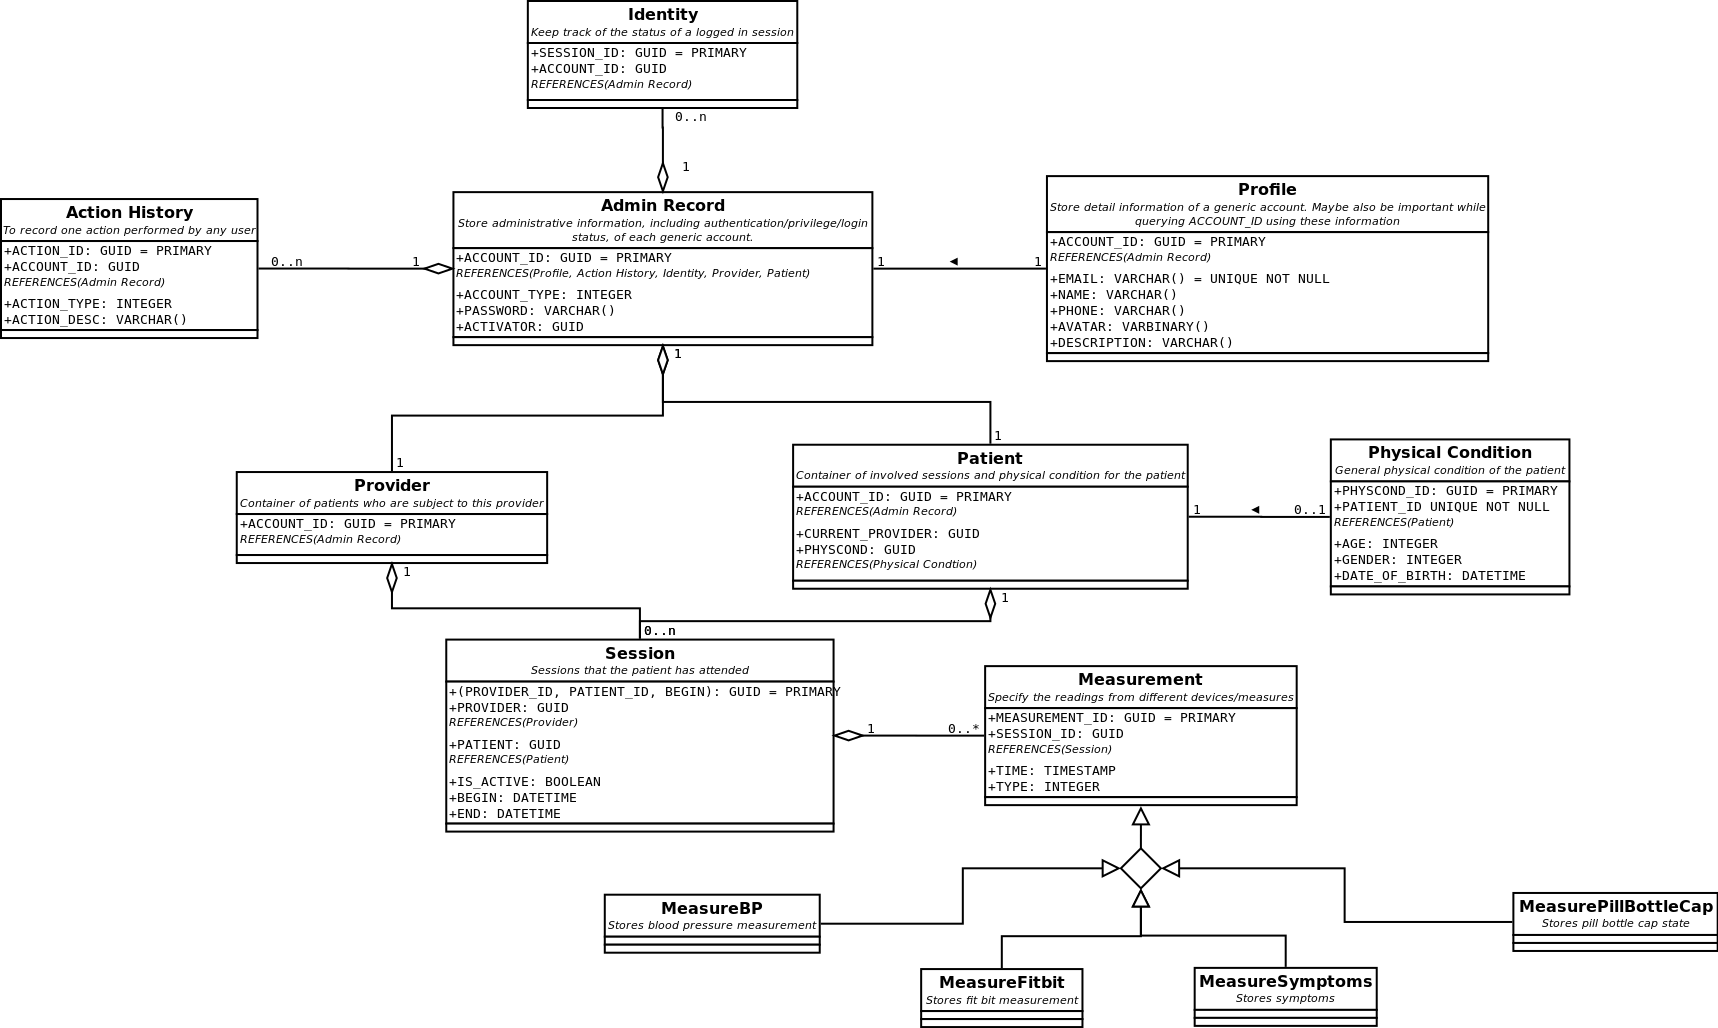 Identity
Keep track of the status of a logged in session
+SESSION_ID: GUID = PRIMARY
+ACCOUNT_ID: GUID
REFERENCES(Admin Record)
0..n
1
Action History
To record one action performed by any user
+ACTION_ID: GUID = PRIMARY
+ACCOUNT_ID: GUID
REFERENCES(Admin Record)
+ACTION_TYPE: INTEGER
+ACTION_DESC: VARCHAR()
0..n
1
Admin Record
Store administrative information, including authentication/privilege/login
status, of each generic account.
+ACCOUNT_ID: GUID = PRIMARY
REFERENCES(Profile, Action History, Identity, Provider, Patient)
+ACCOUNT_TYPE: INTEGER
+PASSWORD: VARCHAR()
+ACTIVATOR: GUID
1
1
Profile
Store detail information of a generic account. Maybe also be important while
querying ACCOUNT_ID using these information
+ACCOUNT_ID: GUID = PRIMARY
REFERENCES(Admin Record)
+EMAIL: VARCHAR() = UNIQUE NOT NULL
+NAME: VARCHAR()
+PHONE: VARCHAR()
+AVATAR: VARBINARY()
+DESCRIPTION: VARCHAR()
1
1
1
Provider
Container of patients who are subject to this provider
+ACCOUNT_ID: GUID = PRIMARY
REFERENCES(Admin Record)
1
Patient
Container of involved sessions and physical condition for the patient
+ACCOUNT_ID: GUID = PRIMARY
REFERENCES(Admin Record)
+CURRENT_PROVIDER: GUID
+PHYSCOND: GUID
REFERENCES(Physical Condtion)
1
0..1
Physical Condition
General physical condition of the patient
+PHYSCOND_ID: GUID = PRIMARY
+PATIENT_ID UNIQUE NOT NULL
REFERENCES(Patient)
+AGE: INTEGER
+GENDER: INTEGER
+DATE_OF_BIRTH: DATETIME
1
0..n
Session
Sessions that the patient has attended
+(PROVIDER_ID, PATIENT_ID, BEGIN): GUID = PRIMARY
+PROVIDER: GUID
REFERENCES(Provider)
+PATIENT: GUID
REFERENCES(Patient)
+IS_ACTIVE: BOOLEAN
+BEGIN: DATETIME
+END: DATETIME
1
0..*
Measurement
Specify the readings from different devices/measures
+MEASUREMENT_ID: GUID = PRIMARY
+SESSION_ID: GUID
REFERENCES(Session)
+TIME: TIMESTAMP
+TYPE: INTEGER
MeasureBP
Stores blood pressure measurement
MeasureFitbit
Stores fit bit measurement
MeasureSymptoms
Stores symptoms
MeasurePillBottleCap
Stores pill bottle cap state